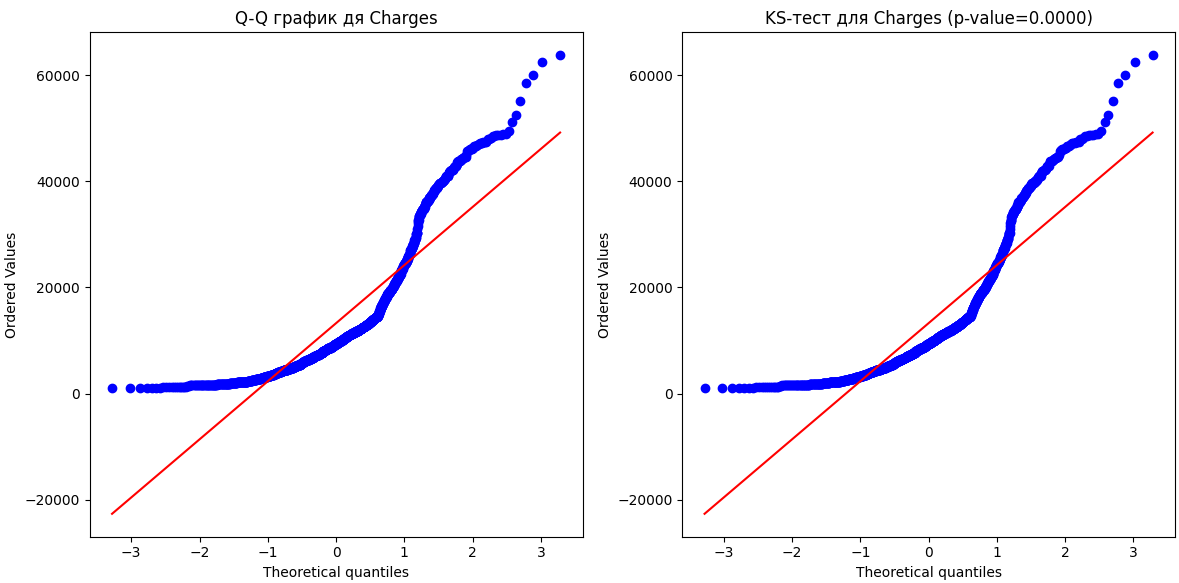 Q-Q график дя Charges
60000
40000
20000
0
−20000
Ordered Values
−3 −2 −1 0 1 2 3
Theoretical quantiles
KS-тест для Charges (p-value=0.0000)
60000
40000
20000
0
−20000
Ordered Values
−3 −2 −1 0 1 2 3
Theoretical quantiles